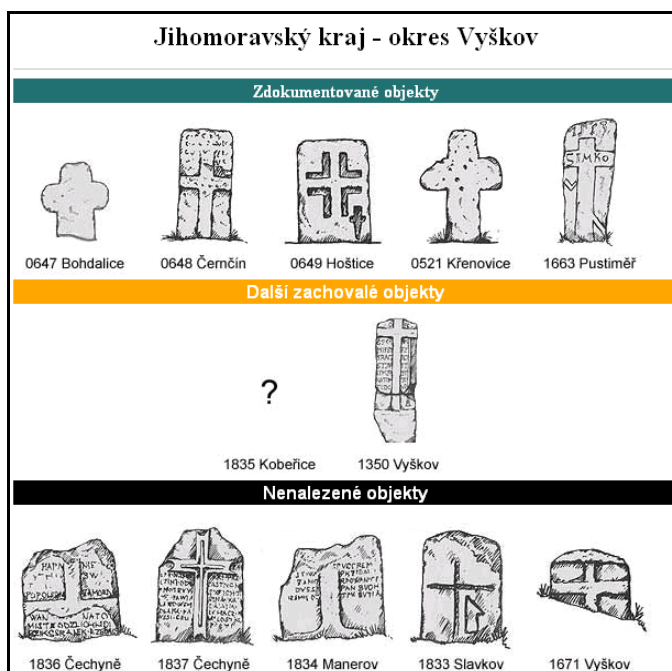 Jihomoravský kraj - okres Vyškov
Zdokumentované objekty
SIMKO
0647 Bohdalice
0648 Černčín
0649 Hoštice
0521 Křenovice
1663 Pustiměř
Další zachovalé objekty
?
1835 Kobeřice
1350 Vyškov
Nenalezené objekty
1836 Čechyně
1837 Čechyně
1834 Manerov
1833 Slavkov
1671 Vyškov